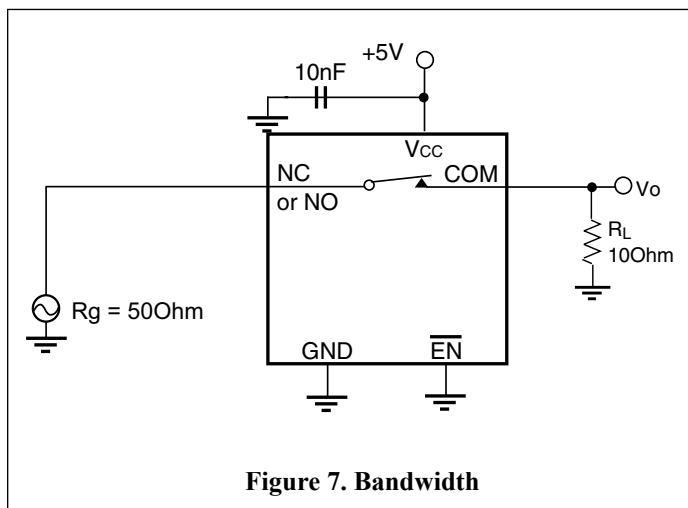 +5V
10nF
VCC
NC
COM
or NO
Vo
RL
10Ohm
Rg = 50Ohm
GND
EN
Figure 7. Bandwidth